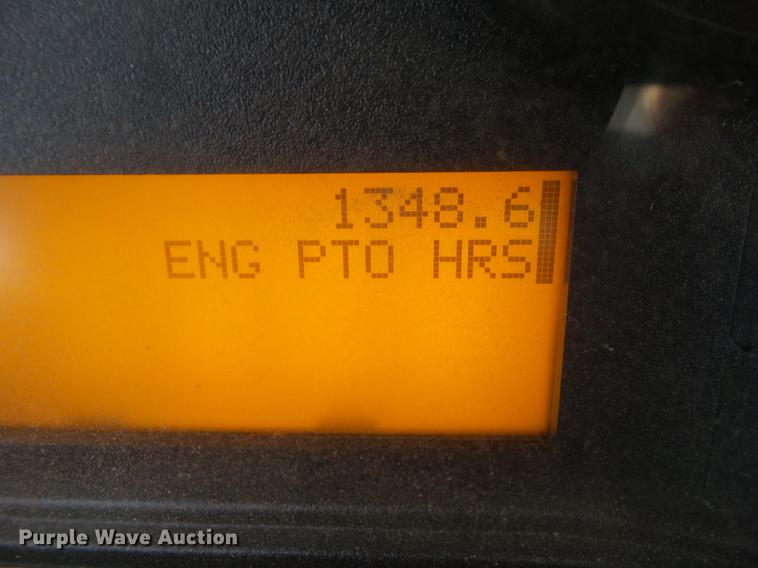 1348.6
ENG PTO HRS
Purple Wave Auction